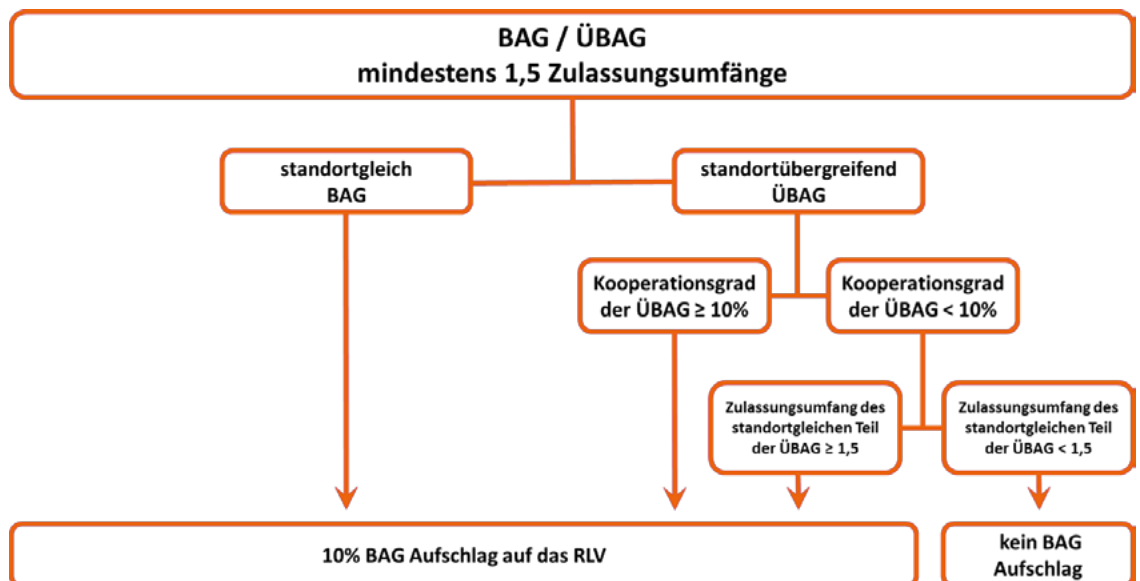 BAG / ÜBAG
mindestens 1,5 Zulassungsumfänge
standortgleich
BAG
standortübergreifend
ÜBAG
Kooperationsgrad
der ÜBAG ≥ 10%
Kooperationsgrad
der ÜBAG < 10%
Zulassungsumfang des
standortgleichen Teil
der ÜBAG ≥ 1,5
Zulassungsumfang des
standortgleichen Teil
der ÜBAG < 1,5
10% BAG Aufschlag auf das RLV
kein BAG
Aufschlag